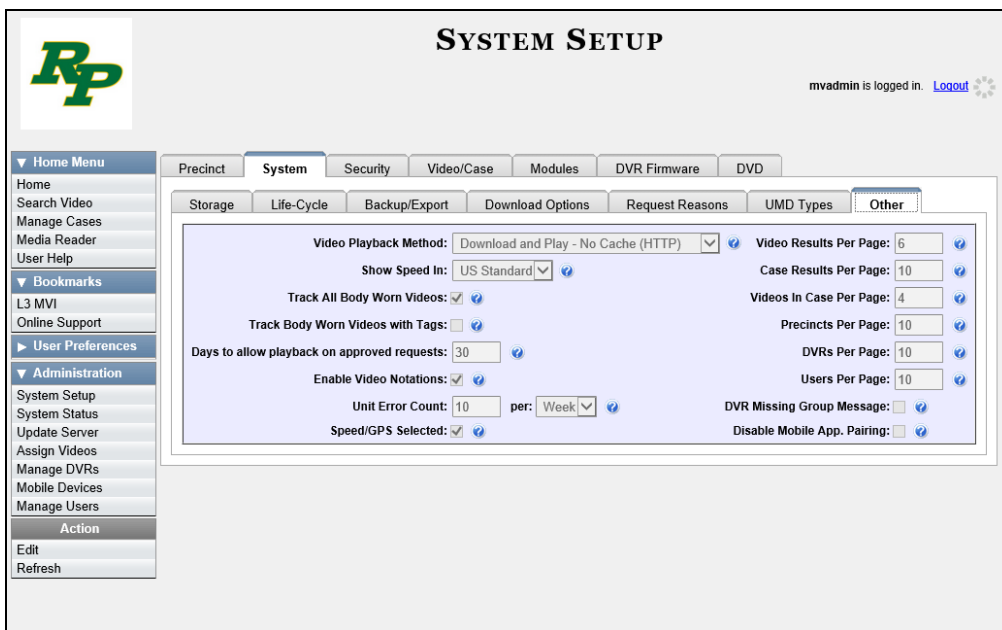 RP
SYSTEM SETUP
mvadmin is logged in. Logout
▼ Home Menu
Home
Search Video
Manage Cases
Media Reader
User Help
▼ Bookmarks
L3 MVI
Online Support
► User Preferences
▼ Administration
System Setup
System Status
Update Server
Assign Videos
Manage DVRs
Mobile Devices
Manage Users
Action
Edit
Refresh
Precinct System Security Video/Case Modules DVR Firmware DVD
Storage Life-Cycle Backup/Export Download Options Request Reasons UMD Types Other
Video Playback Method: Download and Play - No Cache (HTTP) ? Video Results Per Page: 6 ?
Show Speed In: US Standard ? Case Results Per Page: 10 ?
Track All Body Worn Videos: ? Videos In Case Per Page: 4 ?
Track Body Worn Videos with Tags: ? Precincts Per Page: 10 ?
Days to allow playback on approved requests: 30 ? DVRs Per Page: 10 ?
Enable Video Notations: ? Users Per Page: 10 ?
Unit Error Count: 10 per: Week ? DVR Missing Group Message: ?
Speed/GPS Selected: ? Disable Mobile App. Pairing: ?